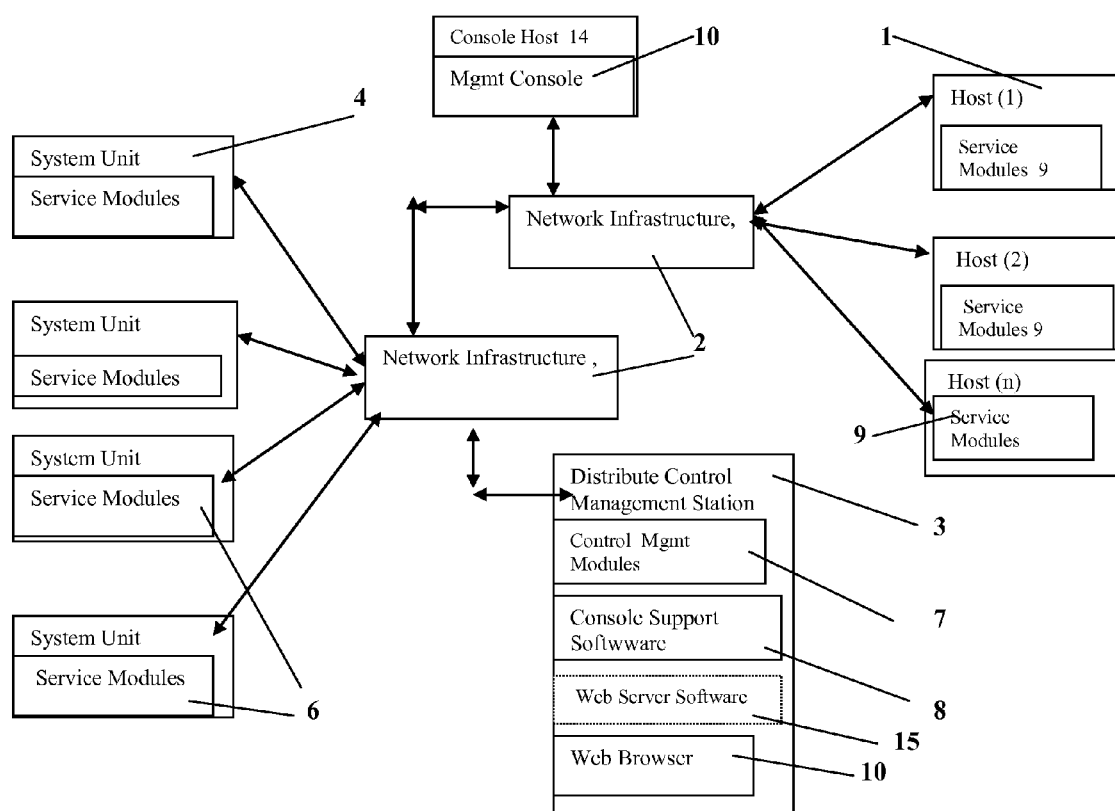 Console Host 14
Mgmt Console
10
1
Host (1)
Service
Modules 9
4
System Unit
Service Modules
Network Infrastructure,
Host (2)
Service
Modules 9
System Unit
Service Modules
Network Infrastructure ,
2
Host (n)
Service
Modules
9
System Unit
Service Modules
Distribute Control
Management Station
3
Control Mgmt
Modules
7
Console Support
Softwware
8
System Unit
Service Modules
6
Web Server Software
15
Web Browser
10